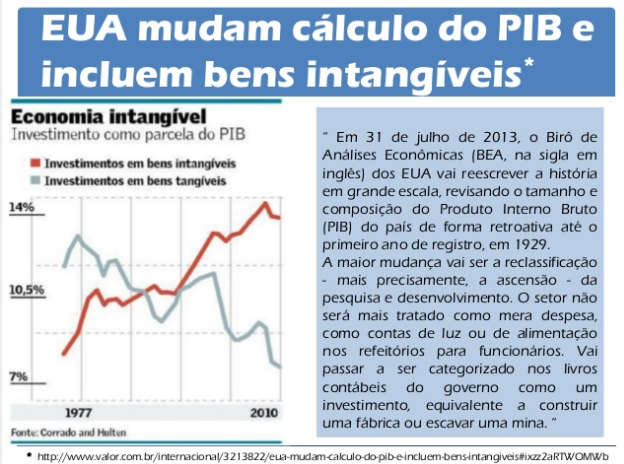 EUA mudam cálculo do PIB e
incluem bens intangíveis*
Economia intangível
Investimento como parcela do PIB
Investimentos em bens intangíveis
Investimentos em bens tangíveis
14%
10,5%
7%
1977
2010
Fonte: Corrado and Hulten
" Em 31 de julho de 2013, o Birô de
Análises Econômicas (BEA, na sigla em
inglês) dos EUA vai reescrever a história
em grande escala, revisando o tamanho e
composição do Produto Interno Bruto
(PIB) do país de forma retroativa até o
primeiro ano de registro, em 1929.
A maior mudança vai ser a reclassificação
- mais precisamente, a ascensão - da
pesquisa e desenvolvimento. O setor não
será mais tratado como mera despesa,
como contas de luz ou de alimentação
nos refeitórios para funcionários. Vai
passar a ser categorizado nos livros
contábeis do governo como um
investimento, equivalente a construir
uma fábrica ou escavar uma mina. "
* http://www.valor.com.br/internacional/3213822/eua-mudam-calculo-do-pib-e-incluem-bens-intangiveis#ixzz2aRTWOMWb